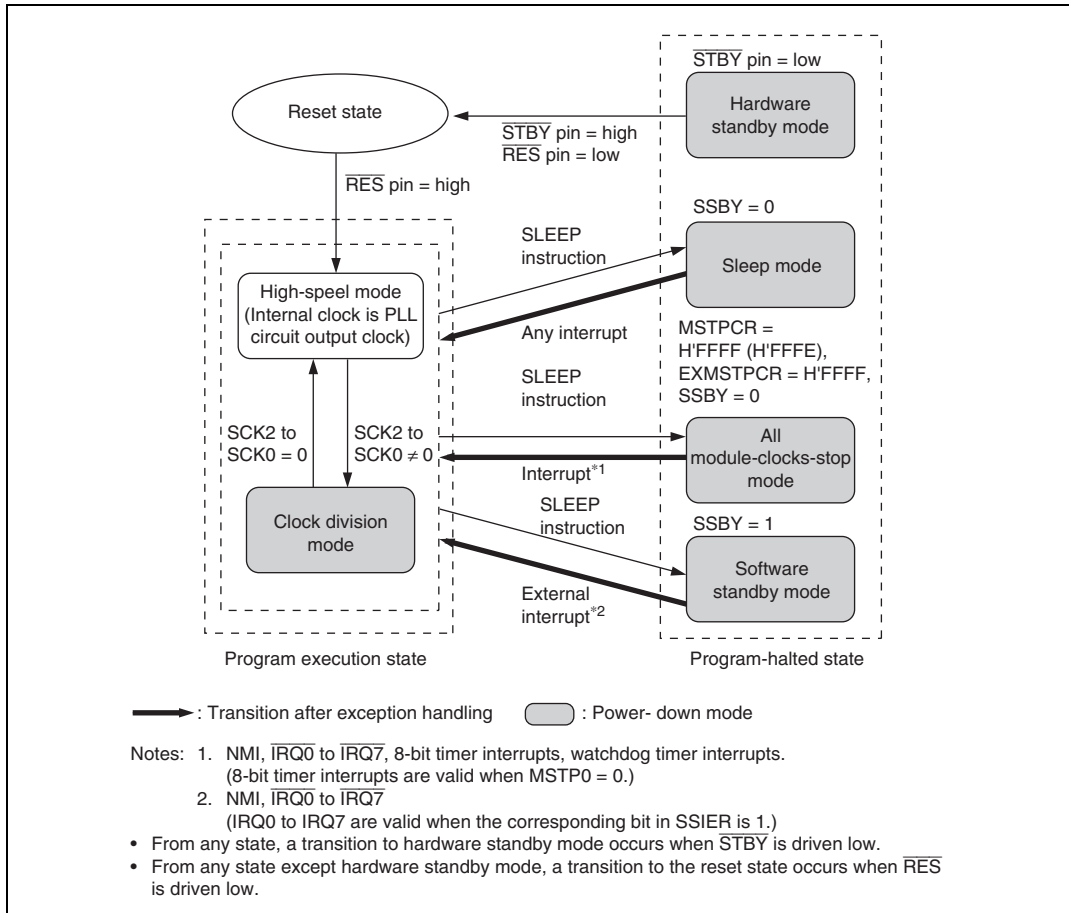 STBY pin = low
Reset state
Hardware
standby mode
STBY pin = high
RES pin = low
RES pin = high
SSBY = 0
SLEEP
instruction
Sleep mode
High-speel mode
(Internal clock is PLL
circuit output clock)
Any interrupt
MSTPCR =
H'FFFF (H'FFFE),
EXMSTPCR = H'FFFF,
SSBY = 0
SLEEP
instruction
SCK2 to
SCK0 = 0
SCK2 to
SCK0 ≠ 0
All
module-clocks-stop
mode
Interrupt*1
SLEEP
instruction
SSBY = 1
Clock division
mode
Software
standby mode
External
interrupt*2
Program execution state
Program-halted state
: Transition after exception handling
: Power- down mode
Notes: 1. NMI, IRQ0 to IRQ7, 8-bit timer interrupts, watchdog timer interrupts.
(8-bit timer interrupts are valid when MSTP0 = 0.)
2. NMI, IRQ0 to IRQ7
(IRQ0 to IRQ7 are valid when the corresponding bit in SSIER is 1.)
• From any state, a transition to hardware standby mode occurs when STBY is driven low.
• From any state except hardware standby mode, a transition to the reset state occurs when RES
is driven low.